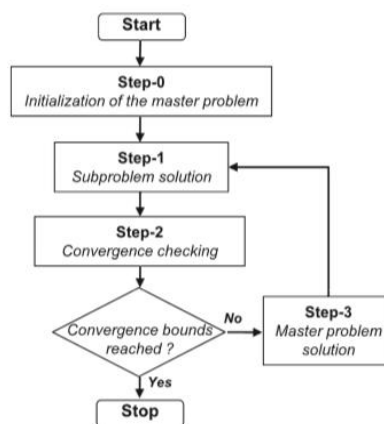 Start
Step-0
Initialization of the master problem
Step-1
Subproblem solution
Step-2
Convergence checking
Convergence bounds
reached ?
No
Step-3
Master problem
solution
Yes
Stop